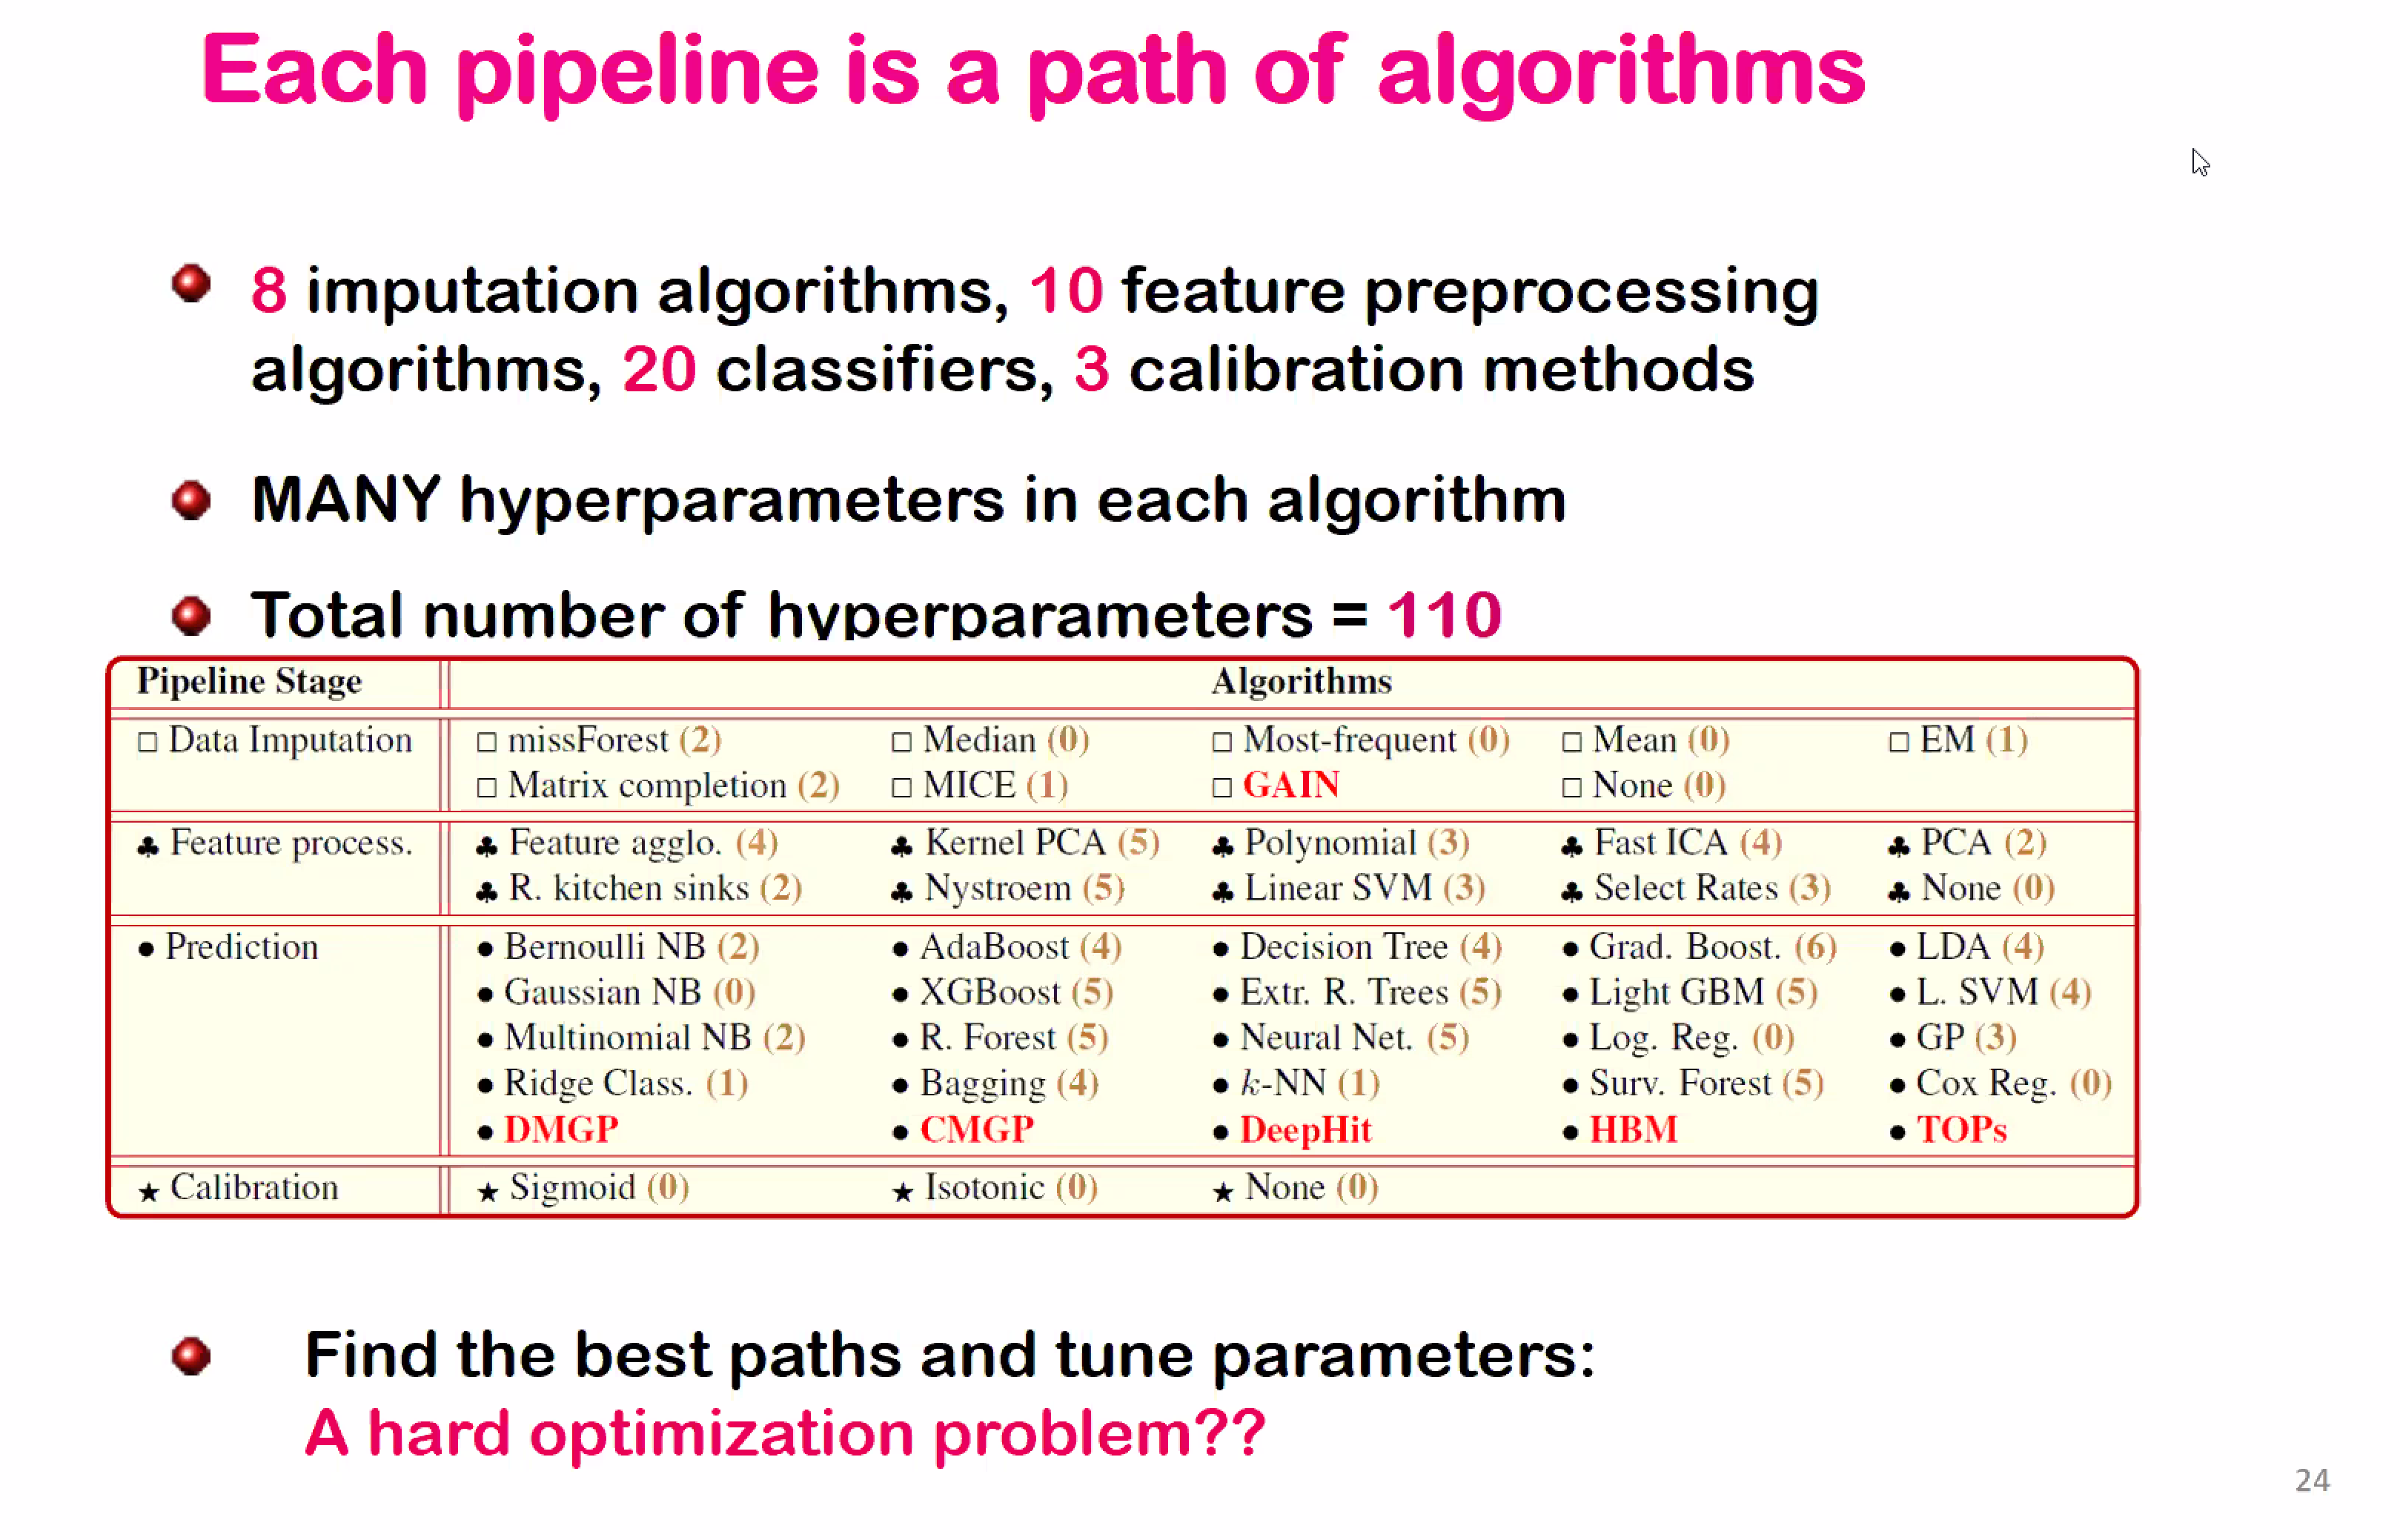 Each pipeline is a path of algorithms
8 imputation algorithms, 10 feature preprocessing
algorithms, 20 classifiers, 3 calibration methods
MANY hyperparameters in each algorithm
Total number of hyperparameters = 110
Pipeline Stage Algorithms
□ Data Imputation □ missForest (2) □ Median (0) □ Most-frequent (0) □ Mean (0) □ EM (1)
□ Matrix completion (2) □ MICE (1) □ GAIN □ None (0)
♣ Feature process. ♣ Feature agglo. (4) ♣ Kernel PCA (5) ♣ Polynomial (3) ♣ Fast ICA (4) ♣ PCA (2)
♣ R. kitchen sinks (2) ♣ Nystroem (5) ♣ Linear SVM (3) ♣ Select Rates (3) ♣ None (0)
● Prediction ● Bernoulli NB (2) ● AdaBoost (4) ● Decision Tree (4) ● Grad. Boost. (6) ● LDA (4)
● Gaussian NB (0) ● XGBoost (5) ● Extr. R. Trees (5) ● Light GBM (5) ● L. SVM (4)
● Multinomial NB (2) ● R. Forest (5) ● Neural Net. (5) ● Log. Reg. (0) ● GP (3)
● Ridge Class. (1) ● Bagging (4) ● k-NN (1) ● Surv. Forest (5) ● Cox Reg. (0)
● DMGP ● CMGP ● DeepHit ● HBM ● TOPs
★ Calibration ★ Sigmoid (0) ★ Isotonic (0) ★ None (0)
Find the best paths and tune parameters:
A hard optimization problem??
24